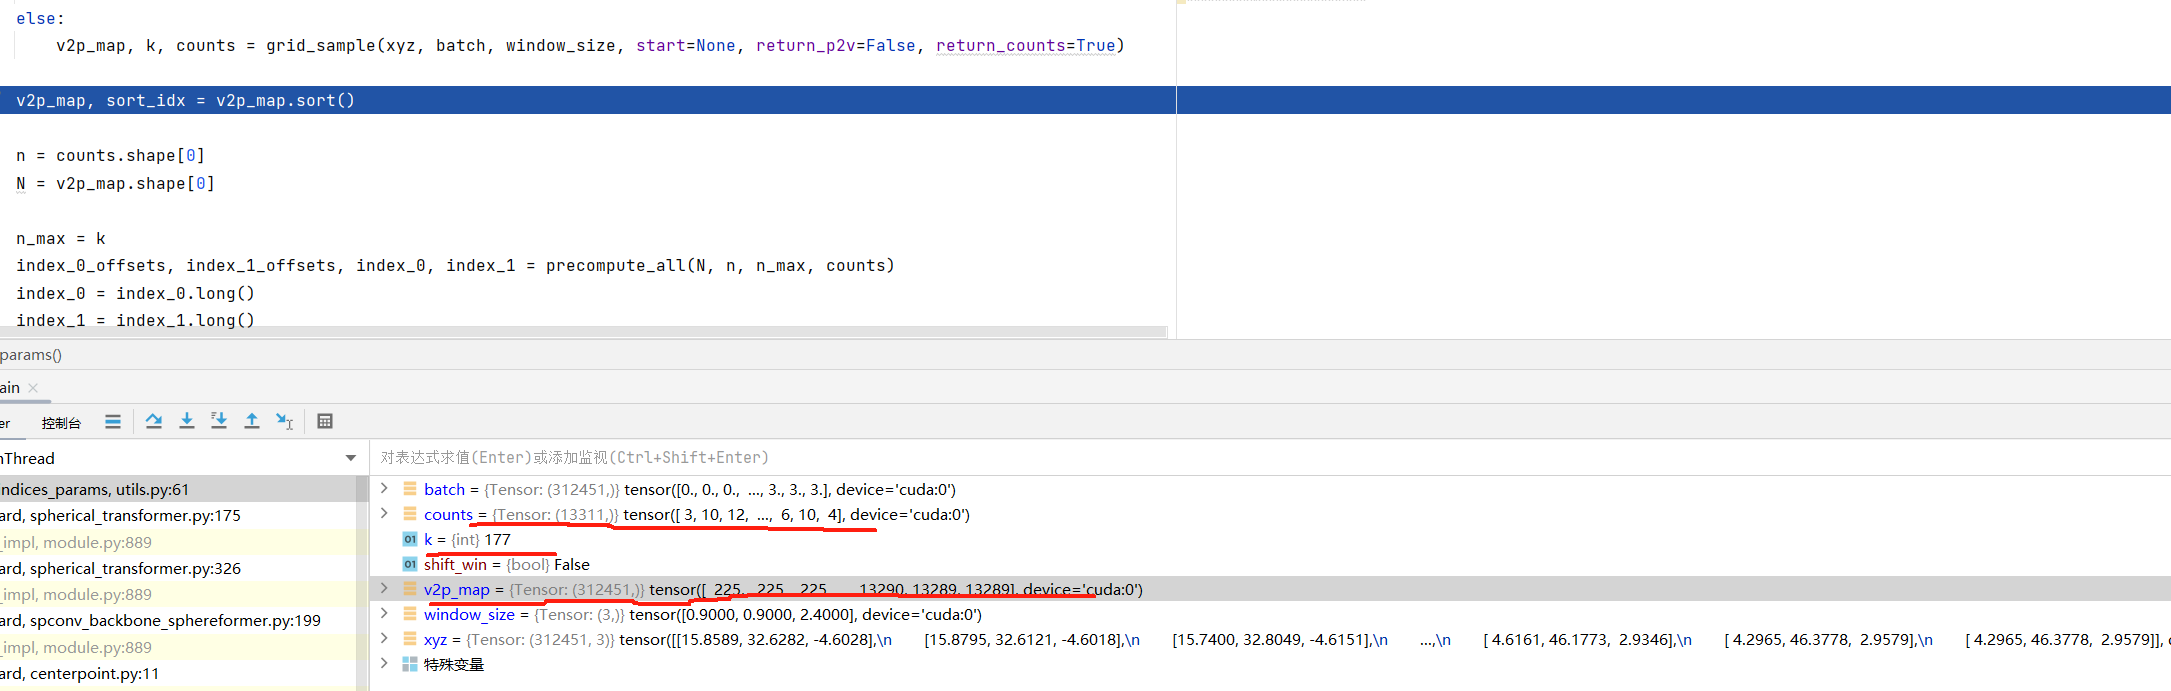 else:
v2p_map, k, counts = grid_sample(xyz, batch, window_size, start=None, return_p2v=False, return_counts=True)
v2p_map, sort_idx = v2p_map.sort()
n = counts.shape[0]
N = v2p_map.shape[0]
n_max = k
index_0_offsets, index_1_offsets, index_0, index_1 = precompute_all(N, n, n_max, counts)
index_0 = index_0.long()
index_1 = index_1.long()
params()
ain
er 控制台
nThread
对表达式求值(Enter)或添加监视(Ctrl+Shift+Enter)
indices_params, utils.py:61
ard, spherical_transformer.py:175
_impl, module.py:889
ard, spherical_transformer.py:326
_impl, module.py:889
ard, spconv_backbone_sphereformer.py:199
_impl, module.py:889
ard, centerpoint.py:11
batch = {Tensor: (312451,)} tensor([0., 0., 0., ..., 3., 3., 3.], device='cuda:0')
counts = {Tensor: (13311,)} tensor([ 3, 10, 12, ..., 6, 10, 4], device='cuda:0')
01 k = {int} 177
01 shift_win = {bool} False
v2p_map = {Tensor: (312451,)} tensor([ 225, 225, 225, 13290, 13289, 13289], device='cuda:0')
window_size = {Tensor: (3,)} tensor([0.9000, 0.9000, 2.4000], device='cuda:0')
xyz = {Tensor: (312451, 3)} tensor([[15.8589, 32.6282, -4.6028],\n [15.8795, 32.6121, -4.6018],\n [15.7400, 32.8049, -4.6151],\n ...,\n [ 4.6161, 46.1773, 2.9346],\n [ 4.2965, 46.3778, 2.9579],\n [ 4.2965, 46.3778, 2.9579]], c
特殊变量